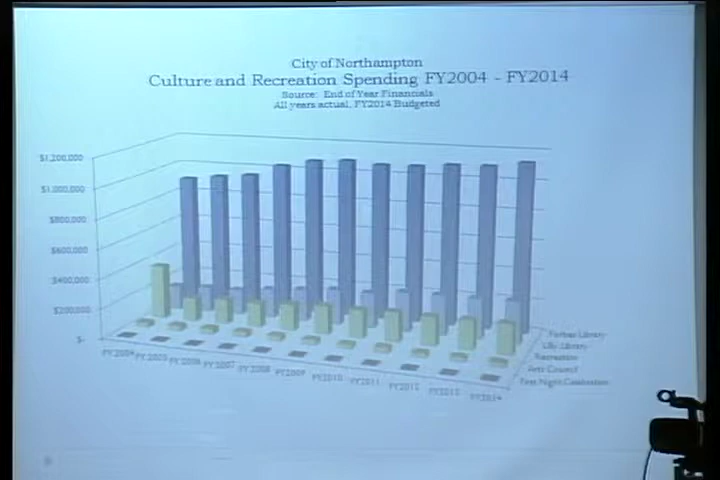 City of Northampton
Culture and Recreation Spending FY2004 - FY2014
Source: End of Year Financials
All years actual, FY2014 Budgeted
$1,200,000
$1,000,000
$800,000
$600,000
$400,000
$200,000
$-
FY2004
FY2005
FY2006
FY2007
FY2008
FY2009
FY2010
FY2011
FY2012
FY2013
FY2014
Forbes Library
Lilly Library
Recreation
Arts Council
First Night Celebration